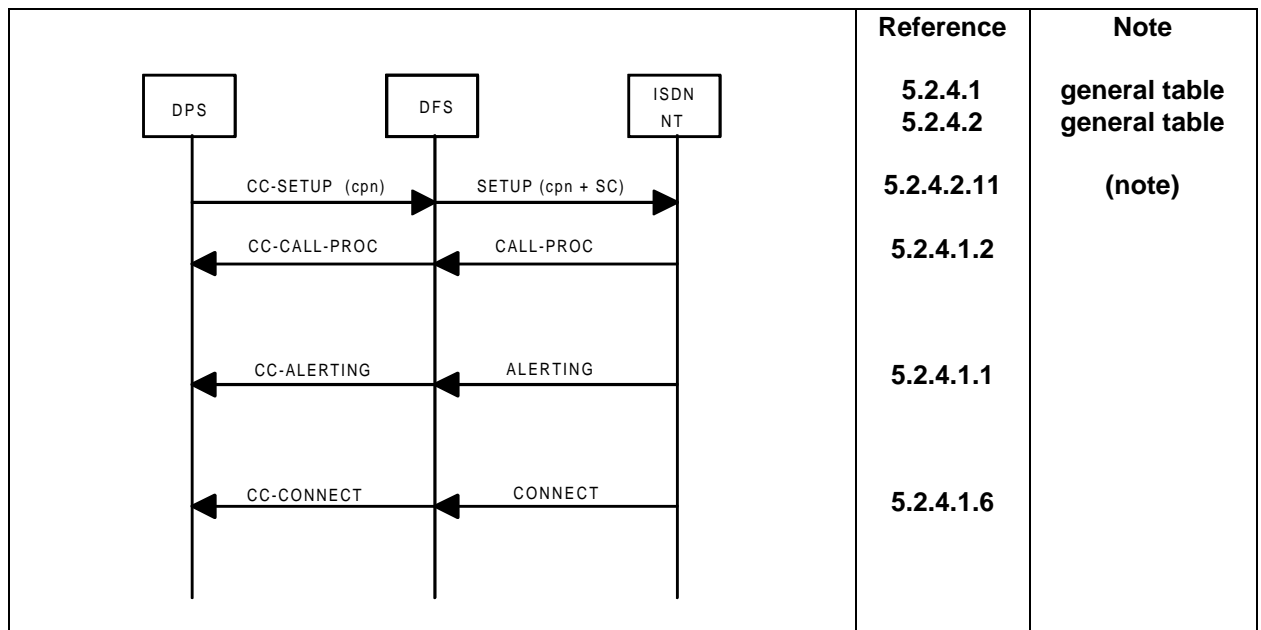 Reference Note
DPS DFS ISDN NT
5.2.4.1 general table
5.2.4.2 general table
CC-SETUP (cpn) SETUP (cpn + SC) 5.2.4.2.11 (note)
CC-CALL-PROC CALL-PROC 5.2.4.1.2
CC-ALERTING ALERTING 5.2.4.1.1
CC-CONNECT CONNECT 5.2.4.1.6